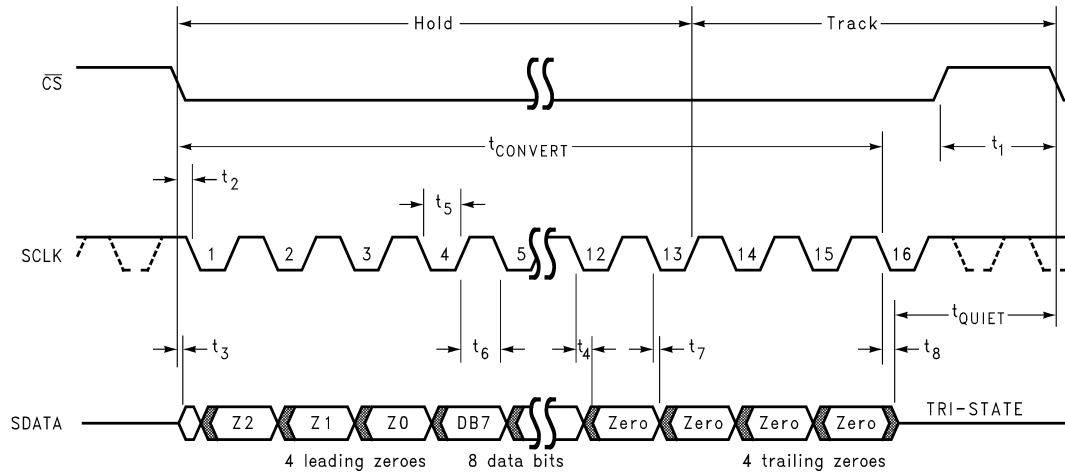 Hold Track
CS
tCONVERT t1
t2
t5
SCLK 1 2 3 4 5 12 13 14 15 16
tQUIET
t3 t6 t4 t7 t8
SDATA Z2 Z1 Z0 DB7 Zero Zero Zero Zero TRI-STATE
4 leading zeroes 8 data bits 4 trailing zeroes